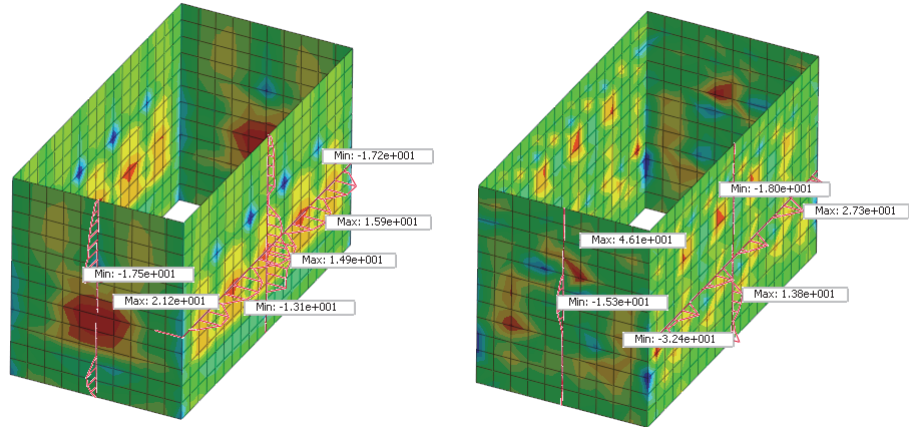 Min: -1.72e+001
Max: 1.59e+001
Max: 1.49e+001
Min: -1.75e+001
Max: 2.12e+001
Min: -1.31e+001
Min: -1.80e+001
Max: 2.73e+001
Max: 4.61e+001
Max: 1.38e+001
Min: -1.53e+001
Min: -3.24e+001